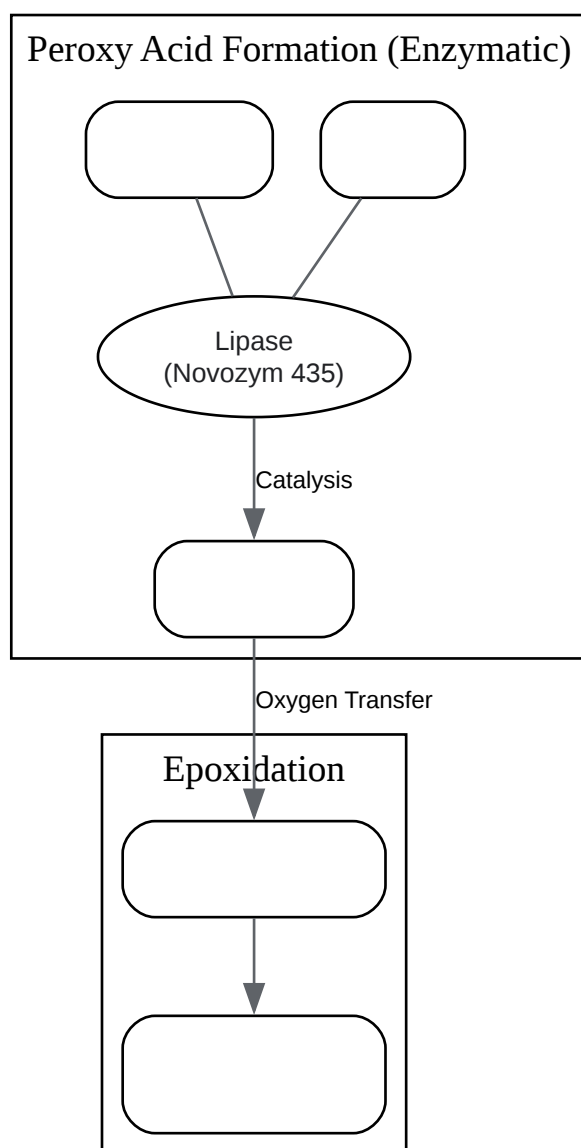 Peroxy Acid Formation (Enzymatic)
Lipase
(Novozym 435)
Catalysis
Oxygen Transfer
Epoxidation